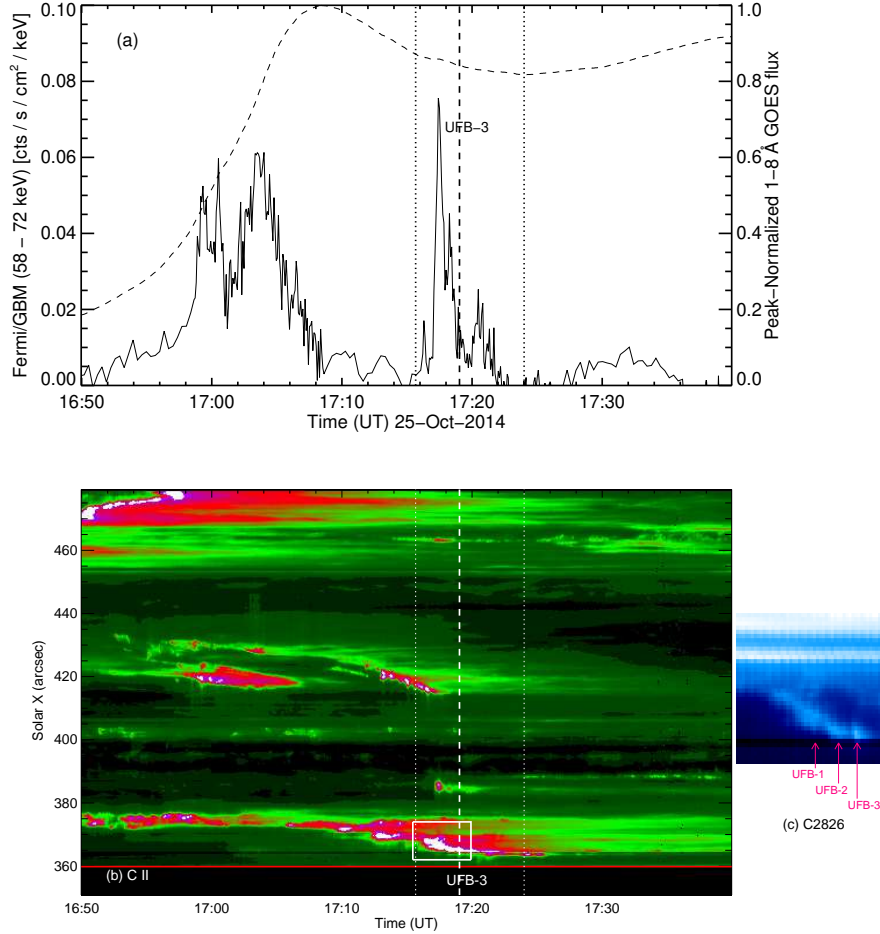 (a)
UFB−3
Fermi/GBM (58 − 72 keV) [cts / s / cm² / keV]
0.10
0.08
0.06
0.04
0.02
0.00
1.0
0.8
0.6
0.4
0.2
0.0
Peak−Normalized 1−8 Å GOES flux
16:50 17:00 17:10 17:20 17:30
Time (UT) 25−Oct−2014
Solar X (arcsec)
460
440
420
400
380
360
(b) C II
UFB-3
16:50 17:00 17:10 17:20 17:30
Time (UT)
UFB-1
UFB-2
UFB-3
(c) C2826